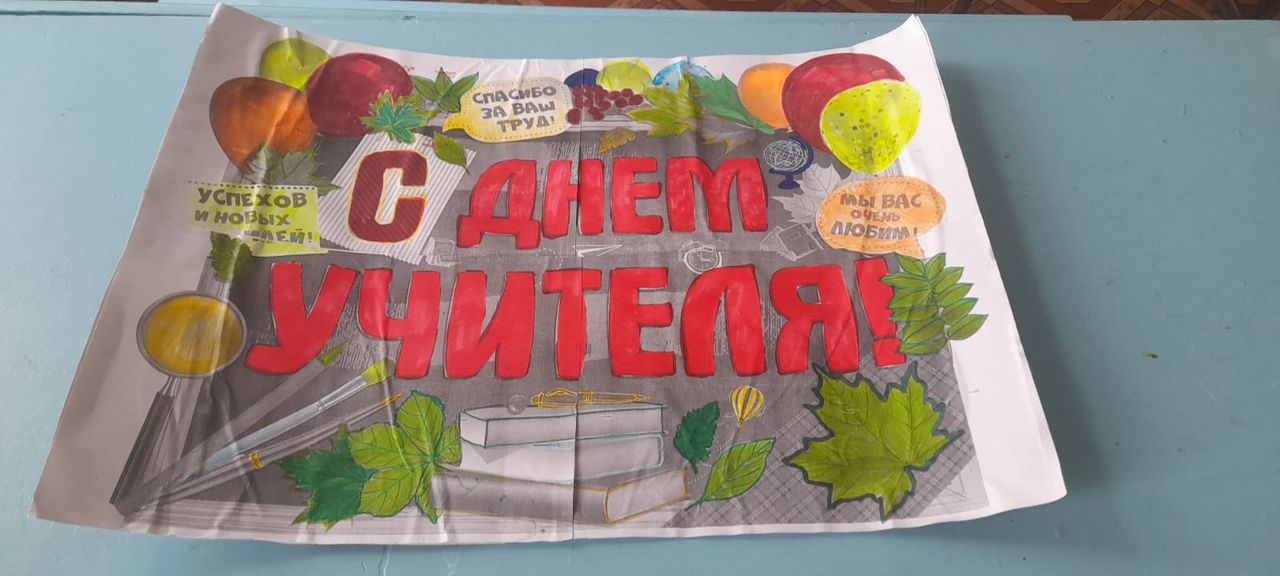 СПАСИБО
ЗА ВАШ
ТРУД!
С ДНЕМ
УЧИТЕЛЯ!
УСПЕХОВ
И НОВЫХ
МЫ ВАС
ОЧЕНЬ
ЛЮБИМ!